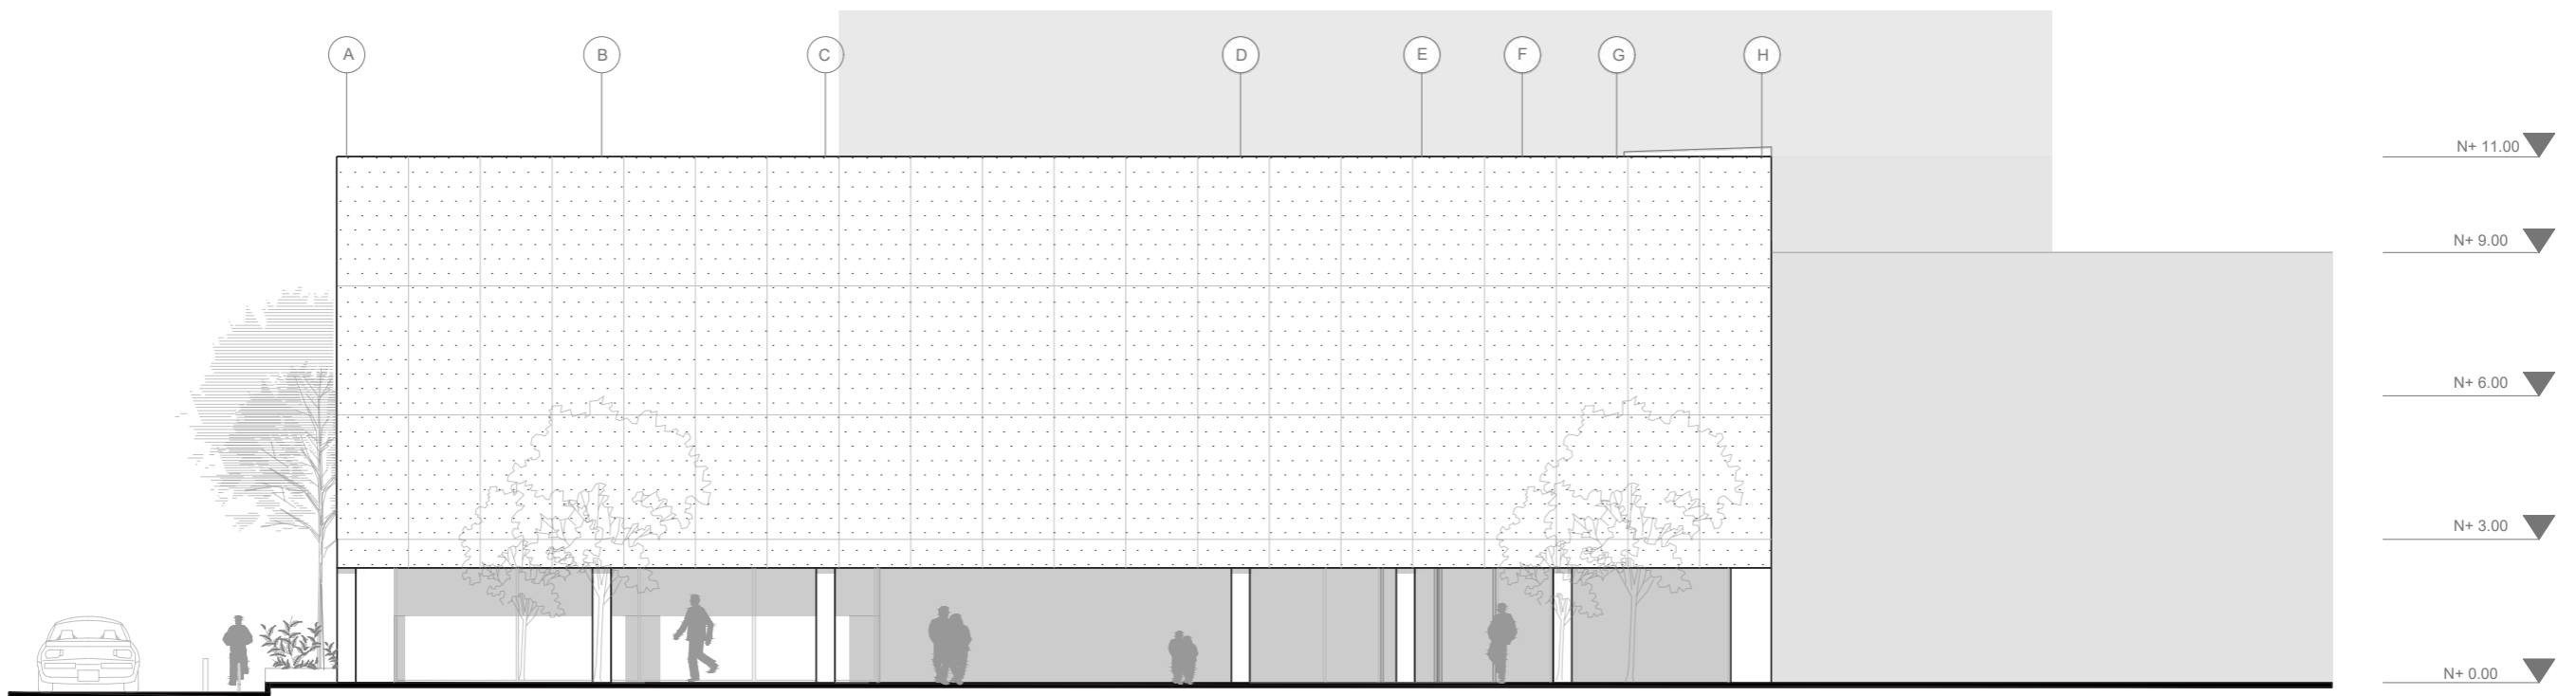 A B C D E F G H
N+ 11.00
N+ 9.00
N+ 6.00
N+ 3.00
N+ 0.00